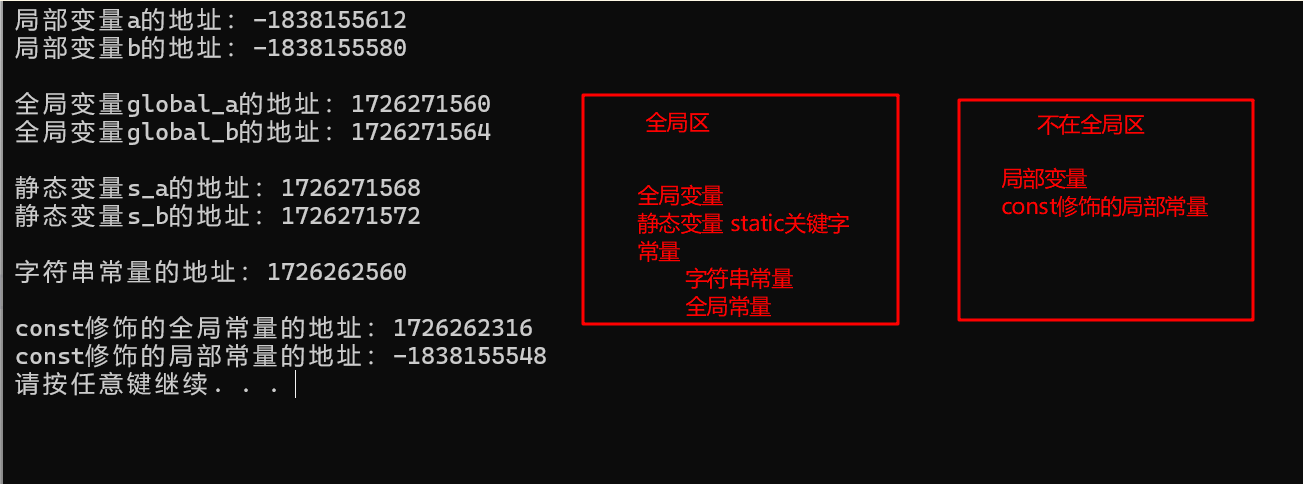 局部变量a的地址：-1838155612
局部变量b的地址：-1838155580
全局变量global_a的地址：1726271560
全局变量global_b的地址：1726271564
静态变量s_a的地址：1726271568
静态变量s_b的地址：1726271572
字符串常量的地址：1726262560
const修饰的全局常量的地址：1726262316
const修饰的局部常量的地址：-1838155548
请按任意键继续. . .
全局区
全局变量
静态变量 static关键字
常量
字符串常量
全局常量
不在全局区
局部变量
const修饰的局部常量